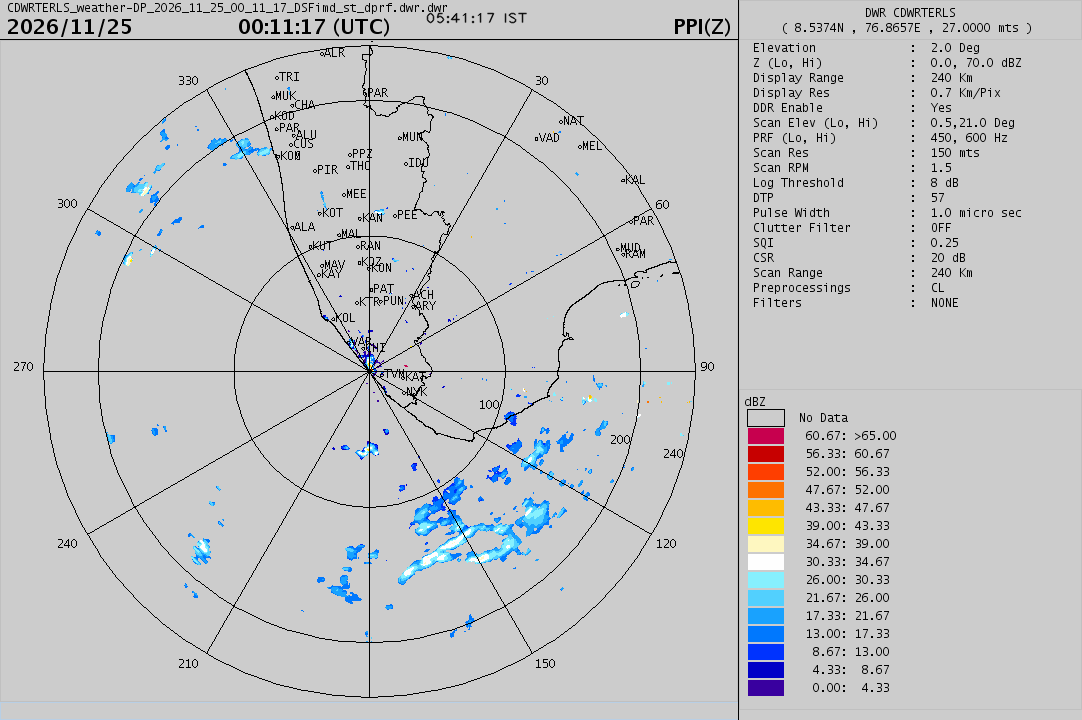 CDWRTERLS_weather-DP_2026_11_25_00_11_17_DSFimd_st_dprf.dwr.dwr
05:41:17 IST
2026/11/25 00:11:17 (UTC) PPI(Z)
DWR CDWRTERLS
( 8.5374N , 76.8657E , 27.0000 mts )
Elevation : 2.0 Deg
Z (Lo, Hi) : 0.0, 70.0 dBZ
Display Range : 240 Km
Display Res : 0.7 Km/Pix
DDR Enable : Yes
Scan Elev (Lo, Hi) : 0.5,21.0 Deg
PRF (Lo, Hi) : 450, 600 Hz
Scan Res : 150 mts
Scan RPM : 1.5
Log Threshold : 8 dB
DTP : 57
Pulse Width : 1.0 micro sec
Clutter Filter : OFF
SQI : 0.25
CSR : 20 dB
Scan Range : 240 Km
Preprocessings : CL
Filters : NONE
dBZ
No Data
60.67: >65.00
56.33: 60.67
52.00: 56.33
47.67: 52.00
43.33: 47.67
39.00: 43.33
34.67: 39.00
30.33: 34.67
26.00: 30.33
21.67: 26.00
17.33: 21.67
13.00: 17.33
8.67: 13.00
4.33: 8.67
0.00: 4.33
ALR
330
TRI
30
MUK
PAR
CHA
KOD
NAT
PAR
ALU
MUN
VAD
CUS
MEL
PPZ
THO
IDU
PIR
KAL
MEE
300
60
KOT
KAN
PEE
PAR
ALA
MAL
KUT
RAN
MUD
RAM
MAV
KOZ
KON
KAY
PAT
ACH
KTR
PUN
ARY
KOL
VAR
270
90
TVN
KAT
NYK
100
200
240
240
120
210
150